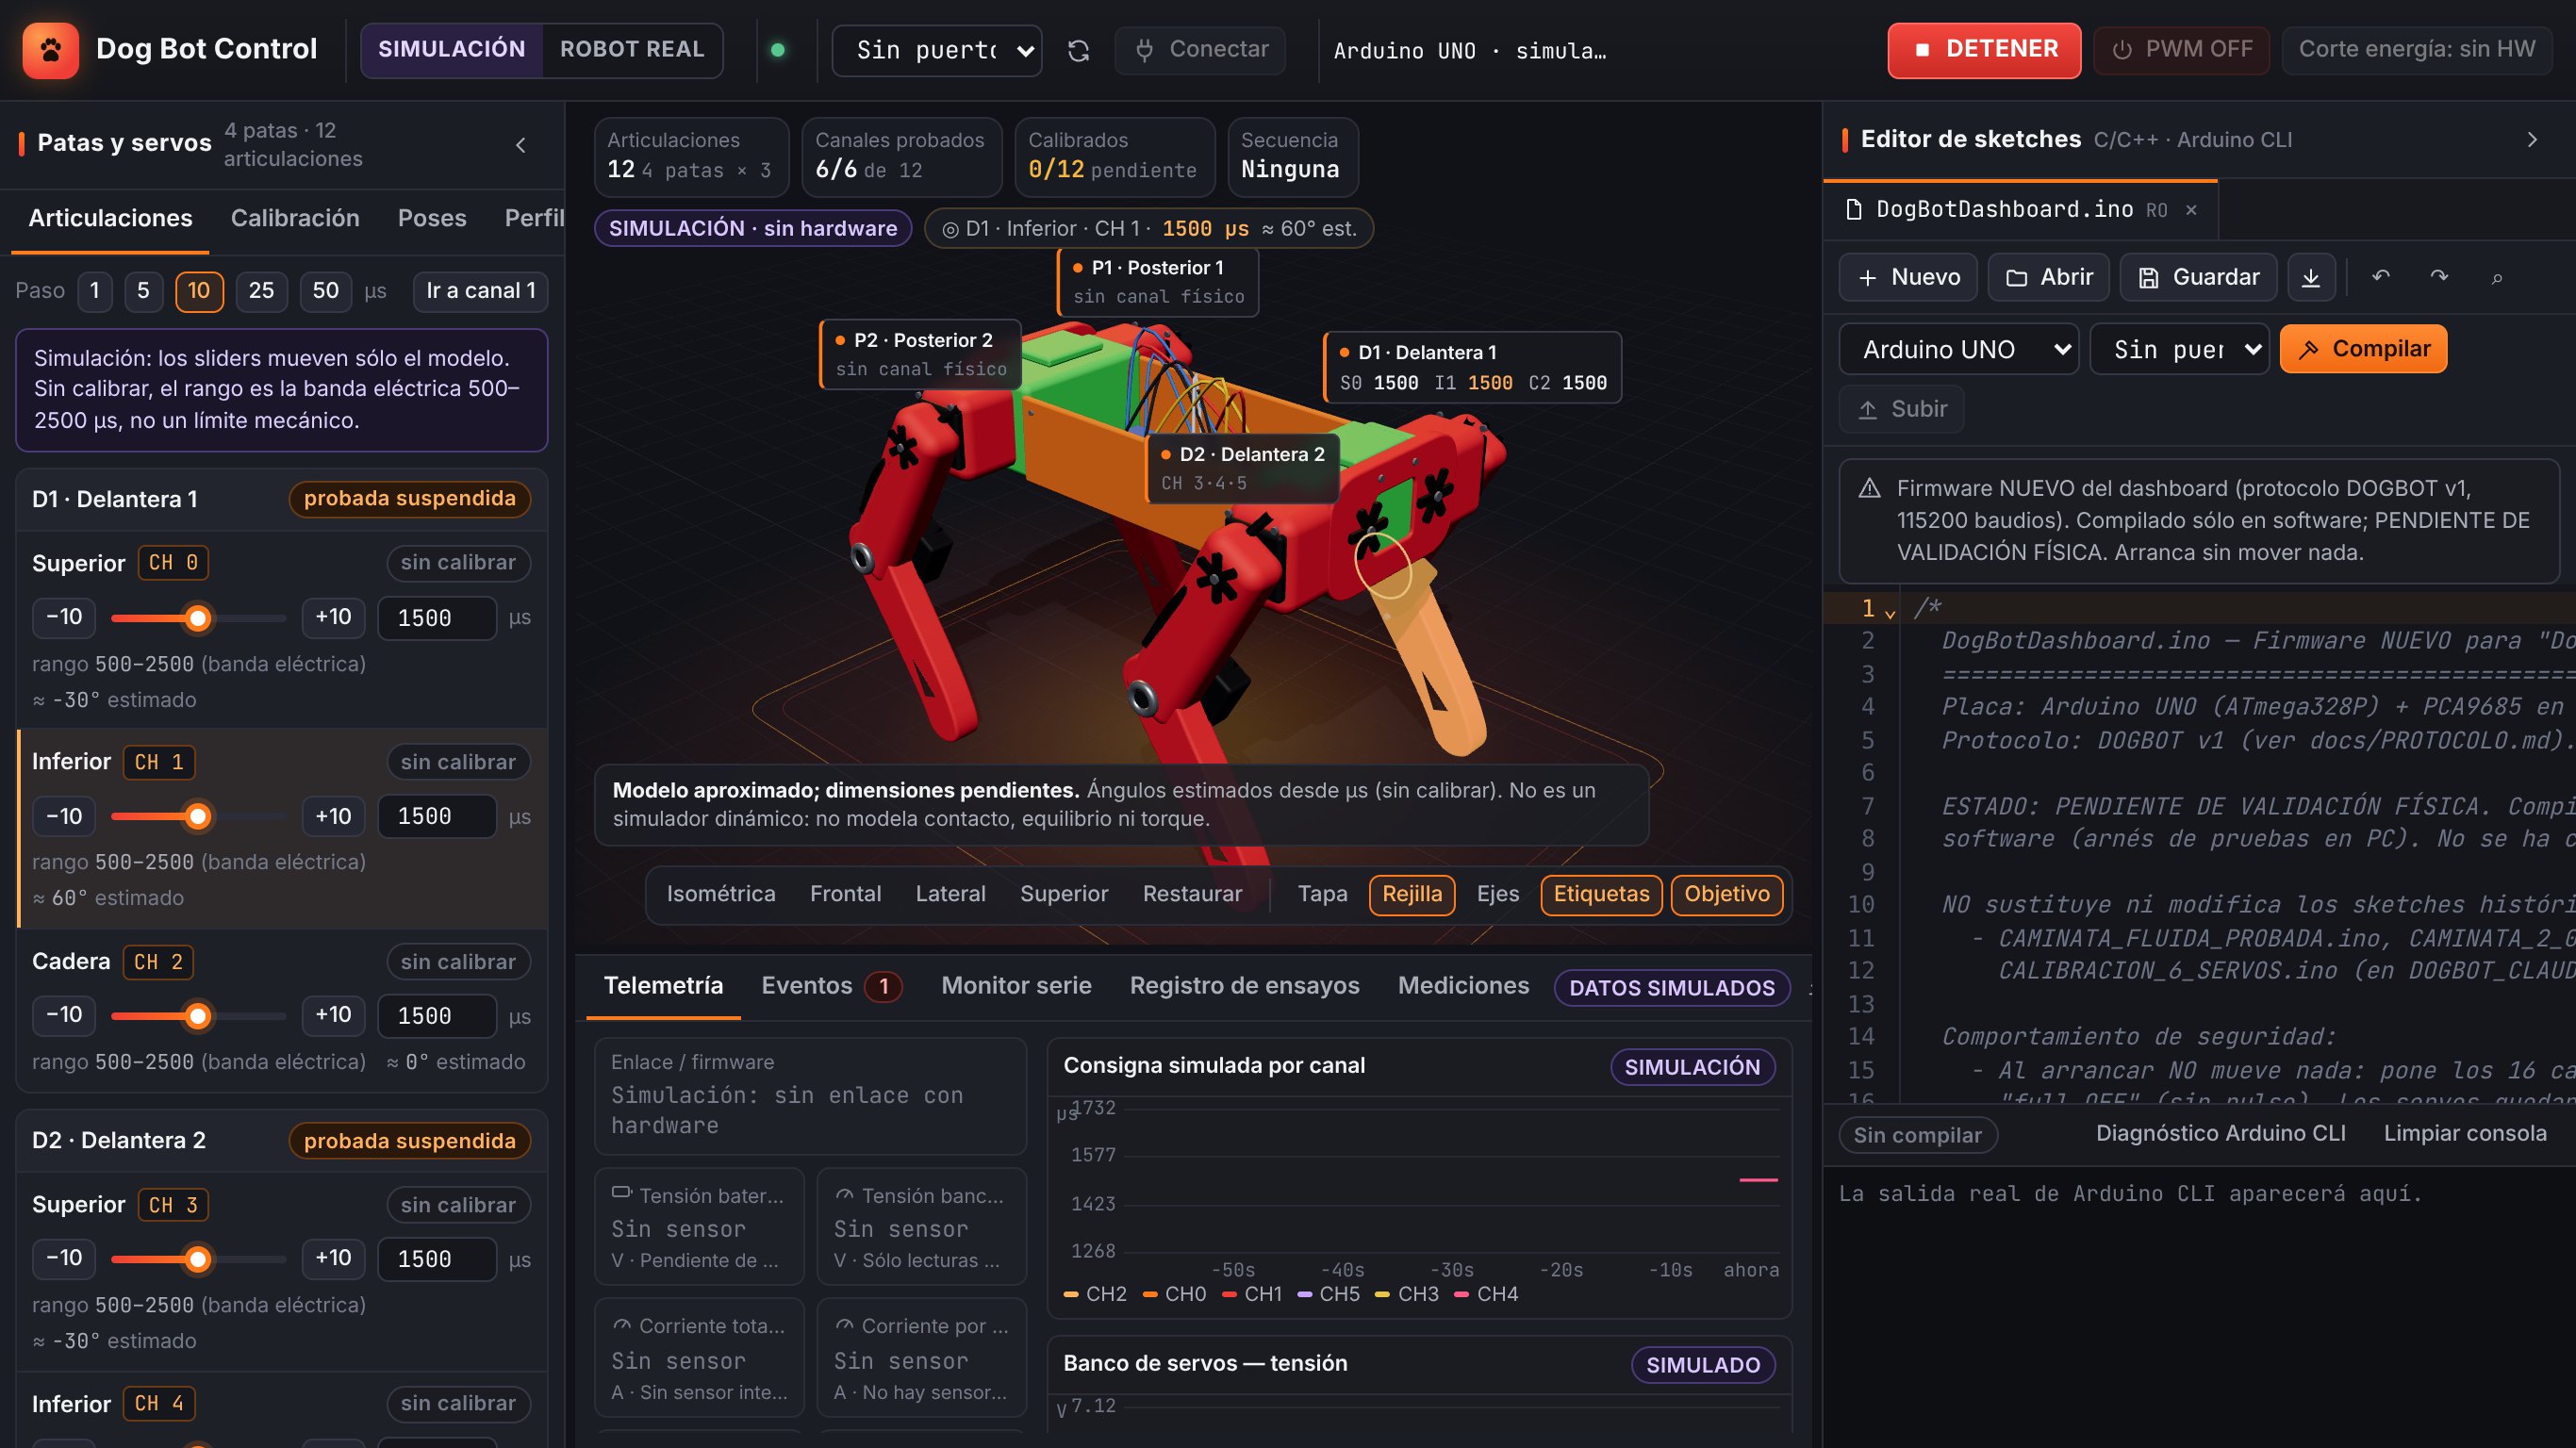 Dog Bot Control
SIMULACIÓN
ROBOT REAL
Sin puerto
Conectar
Arduino UNO · simula…
DETENER
PWM OFF
Corte energía: sin HW
Patas y servos
4 patas · 12
articulaciones
Articulaciones
Calibración
Poses
Perfil
Paso
1
5
10
25
50
µs
Ir a canal 1
Simulación: los sliders mueven sólo el modelo.
Sin calibrar, el rango es la banda eléctrica 500–
2500 µs, no un límite mecánico.
D1 · Delantera 1
probada suspendida
Superior CH 0
sin calibrar
−10
+10
1500
µs
rango 500–2500 (banda eléctrica)
≈ -30° estimado
Inferior CH 1
sin calibrar
−10
+10
1500
µs
rango 500–2500 (banda eléctrica)
≈ 60° estimado
Cadera CH 2
sin calibrar
−10
+10
1500
µs
rango 500–2500 (banda eléctrica) ≈ 0° estimado
D2 · Delantera 2
probada suspendida
Superior CH 3
sin calibrar
−10
+10
1500
µs
rango 500–2500 (banda eléctrica)
≈ -30° estimado
Inferior CH 4
sin calibrar
Articulaciones
12 4 patas × 3
Canales probados
6/6 de 12
Calibrados
0/12 pendiente
Secuencia
Ninguna
SIMULACIÓN · sin hardware
◎ D1 · Inferior · CH 1 · 1500 µs ≈ 60° est.
P1 · Posterior 1
sin canal físico
P2 · Posterior 2
sin canal físico
D1 · Delantera 1
S0 1500 I1 1500 C2 1500
D2 · Delantera 2
CH 3·4·5
Modelo aproximado; dimensiones pendientes. Ángulos estimados desde µs (sin calibrar). No es un
simulador dinámico: no modela contacto, equilibrio ni torque.
Isométrica
Frontal
Lateral
Superior
Restaurar
Tapa
Rejilla
Ejes
Etiquetas
Objetivo
Telemetría
Eventos 1
Monitor serie
Registro de ensayos
Mediciones
DATOS SIMULADOS
Enlace / firmware
Simulación: sin enlace con
hardware
Tensión bater…
Sin sensor
V · Pendiente de …
Tensión banc…
Sin sensor
V · Sólo lecturas …
Corriente tota…
Sin sensor
A · Sin sensor inte…
Corriente por …
Sin sensor
A · No hay sensor…
Consigna simulada por canal
SIMULACIÓN
µs
1732
1577
1423
1268
-50s
-40s
-30s
-20s
-10s
ahora
CH2
CH0
CH1
CH5
CH3
CH4
Banco de servos — tensión
SIMULADO
V
7.12
Editor de sketches C/C++ · Arduino CLI
DogBotDashboard.ino RO ×
Nuevo
Abrir
Guardar
Arduino UNO
Sin puer
Compilar
Subir
Firmware NUEVO del dashboard (protocolo DOGBOT v1,
115200 baudios). Compilado sólo en software; PENDIENTE DE
VALIDACIÓN FÍSICA. Arranca sin mover nada.
1 /*
2 DogBotDashboard.ino — Firmware NUEVO para "Do
3 =============================================
4 Placa: Arduino UNO (ATmega328P) + PCA9685 en
5 Protocolo: DOGBOT v1 (ver docs/PROTOCOLO.md).
6
7 ESTADO: PENDIENTE DE VALIDACIÓN FÍSICA. Compi
8 software (arnés de pruebas en PC). No se ha c
9
10 NO sustituye ni modifica los sketches históri
11 - CAMINATA_FLUIDA_PROBADA.ino, CAMINATA_2_0
12 CALIBRACION_6_SERVOS.ino (en DOGBOT_CLAUD
13
14 Comportamiento de seguridad:
15 - Al arrancar NO mueve nada: pone los 16 ca
16 "full OFF" (sin pulso). Los servos quedan
Sin compilar
Diagnóstico Arduino CLI
Limpiar consola
La salida real de Arduino CLI aparecerá aquí.